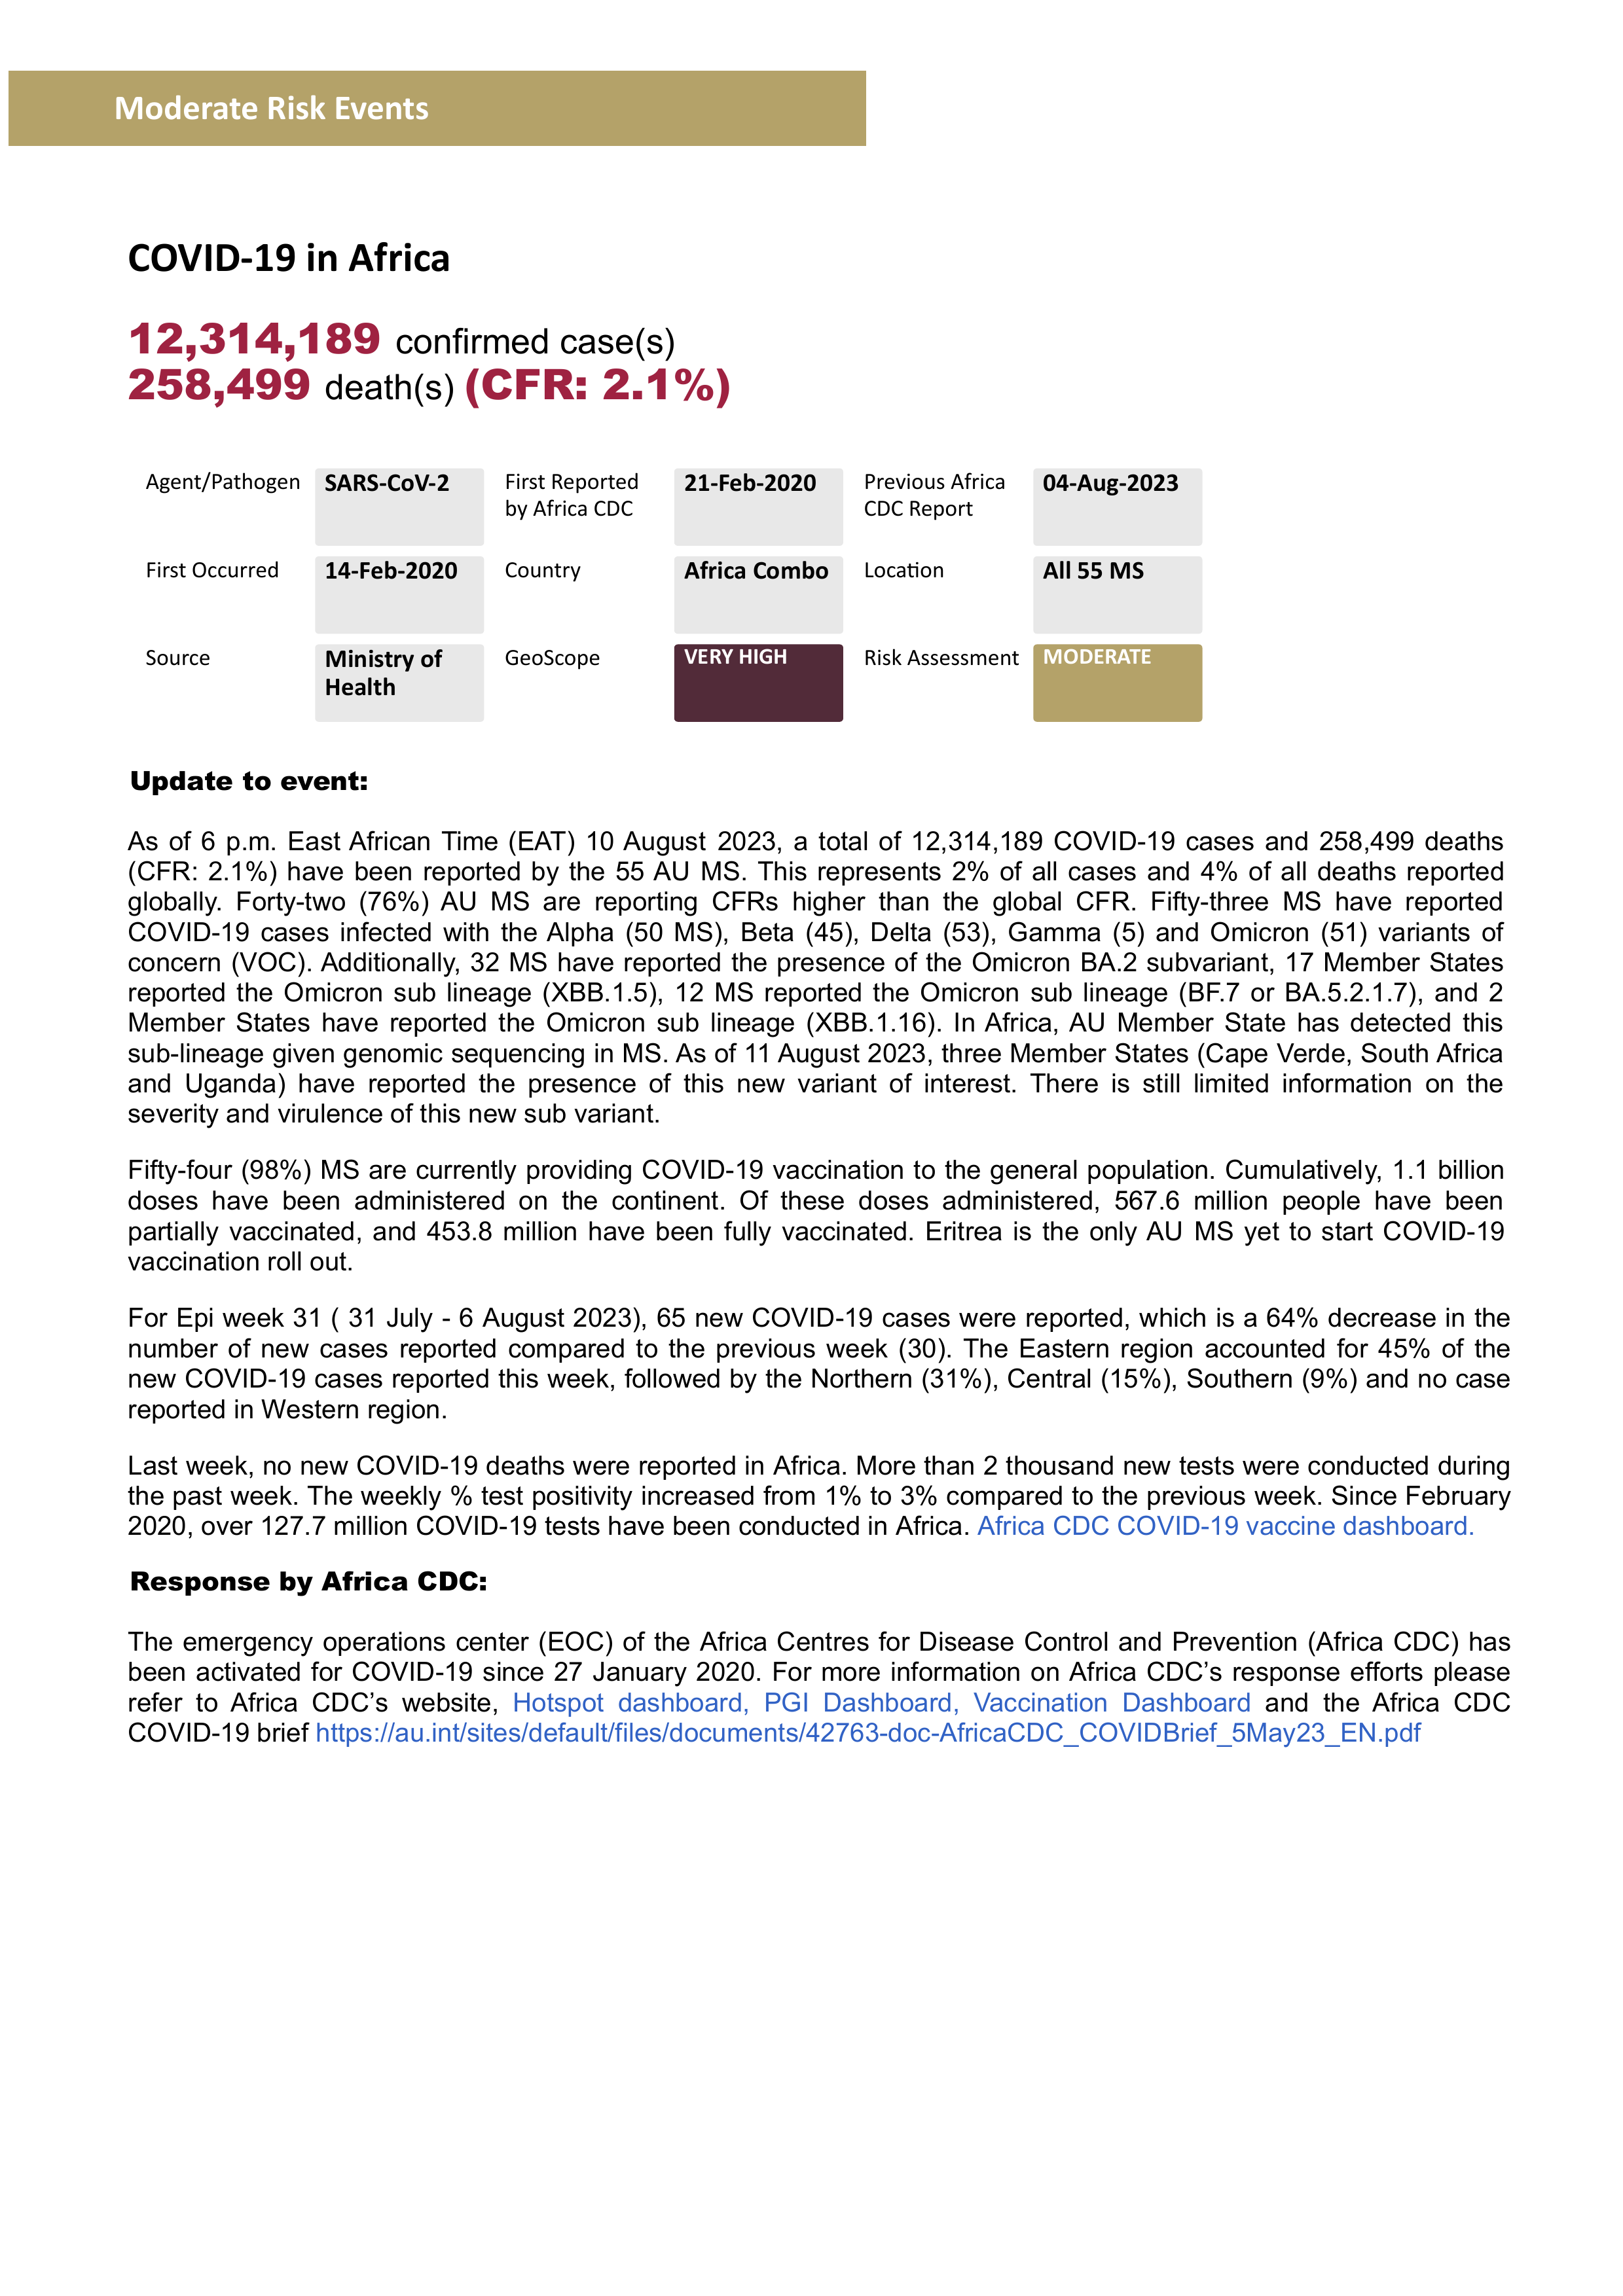 Moderate Risk Events
COVID-19 in Africa
12,314,189 confirmed case(s)
258,499 death(s) (CFR: 2.1%)
Agent/Pathogen SARS-CoV-2 First Reported by Africa CDC 21-Feb-2020 Previous Africa CDC Report 04-Aug-2023
First Occurred 14-Feb-2020 Country Africa Combo Location All 55 MS
Source Ministry of Health GeoScope VERY HIGH Risk Assessment MODERATE
Update to event:
As of 6 p.m. East African Time (EAT) 10 August 2023, a total of 12,314,189 COVID-19 cases and 258,499 deaths
(CFR: 2.1%) have been reported by the 55 AU MS. This represents 2% of all cases and 4% of all deaths reported
globally. Forty-two (76%) AU MS are reporting CFRs higher than the global CFR. Fifty-three MS have reported
COVID-19 cases infected with the Alpha (50 MS), Beta (45), Delta (53), Gamma (5) and Omicron (51) variants of
concern (VOC). Additionally, 32 MS have reported the presence of the Omicron BA.2 subvariant, 17 Member States
reported the Omicron sub lineage (XBB.1.5), 12 MS reported the Omicron sub lineage (BF.7 or BA.5.2.1.7), and 2
Member States have reported the Omicron sub lineage (XBB.1.16). In Africa, AU Member State has detected this
sub-lineage given genomic sequencing in MS. As of 11 August 2023, three Member States (Cape Verde, South Africa
and Uganda) have reported the presence of this new variant of interest. There is still limited information on the
severity and virulence of this new sub variant.
Fifty-four (98%) MS are currently providing COVID-19 vaccination to the general population. Cumulatively, 1.1 billion
doses have been administered on the continent. Of these doses administered, 567.6 million people have been
partially vaccinated, and 453.8 million have been fully vaccinated. Eritrea is the only AU MS yet to start COVID-19
vaccination roll out.
For Epi week 31 ( 31 July - 6 August 2023), 65 new COVID-19 cases were reported, which is a 64% decrease in the
number of new cases reported compared to the previous week (30). The Eastern region accounted for 45% of the
new COVID-19 cases reported this week, followed by the Northern (31%), Central (15%), Southern (9%) and no case
reported in Western region.
Last week, no new COVID-19 deaths were reported in Africa. More than 2 thousand new tests were conducted during
the past week. The weekly % test positivity increased from 1% to 3% compared to the previous week. Since February
2020, over 127.7 million COVID-19 tests have been conducted in Africa. Africa CDC COVID-19 vaccine dashboard.
Response by Africa CDC:
The emergency operations center (EOC) of the Africa Centres for Disease Control and Prevention (Africa CDC) has
been activated for COVID-19 since 27 January 2020. For more information on Africa CDC’s response efforts please
refer to Africa CDC’s website, Hotspot dashboard, PGI Dashboard, Vaccination Dashboard and the Africa CDC
COVID-19 brief https://au.int/sites/default/files/documents/42763-doc-AfricaCDC_COVIDBrief_5May23_EN.pdf